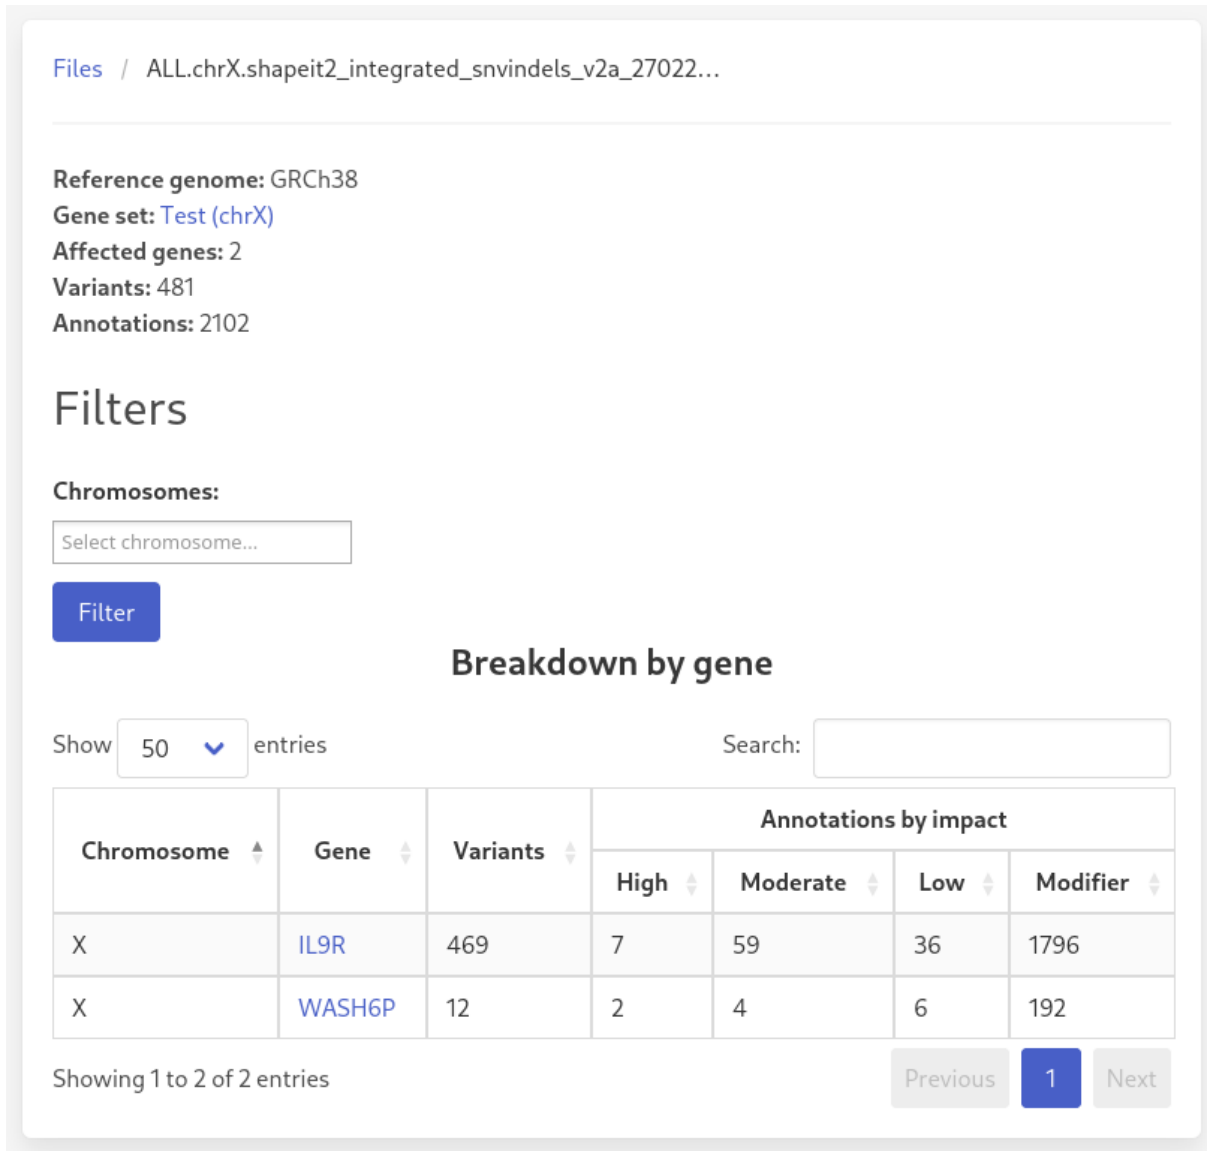 Files / ALL.chrX.shapeit2_integrated_snvindels_v2a_27022...
Reference genome: GRCh38
Gene set: Test (chrX)
Affected genes: 2
Variants: 481
Annotations: 2102
Filters
Chromosomes:
Select chromosome...
Filter
Breakdown by gene
Show 50 entries Search:
Annotations by impact
Chromosome Gene Variants
High Moderate Low Modifier
X IL9R 469 7 59 36 1796
X WASH6P 12 2 4 6 192
Showing 1 to 2 of 2 entries Previous 1 Next